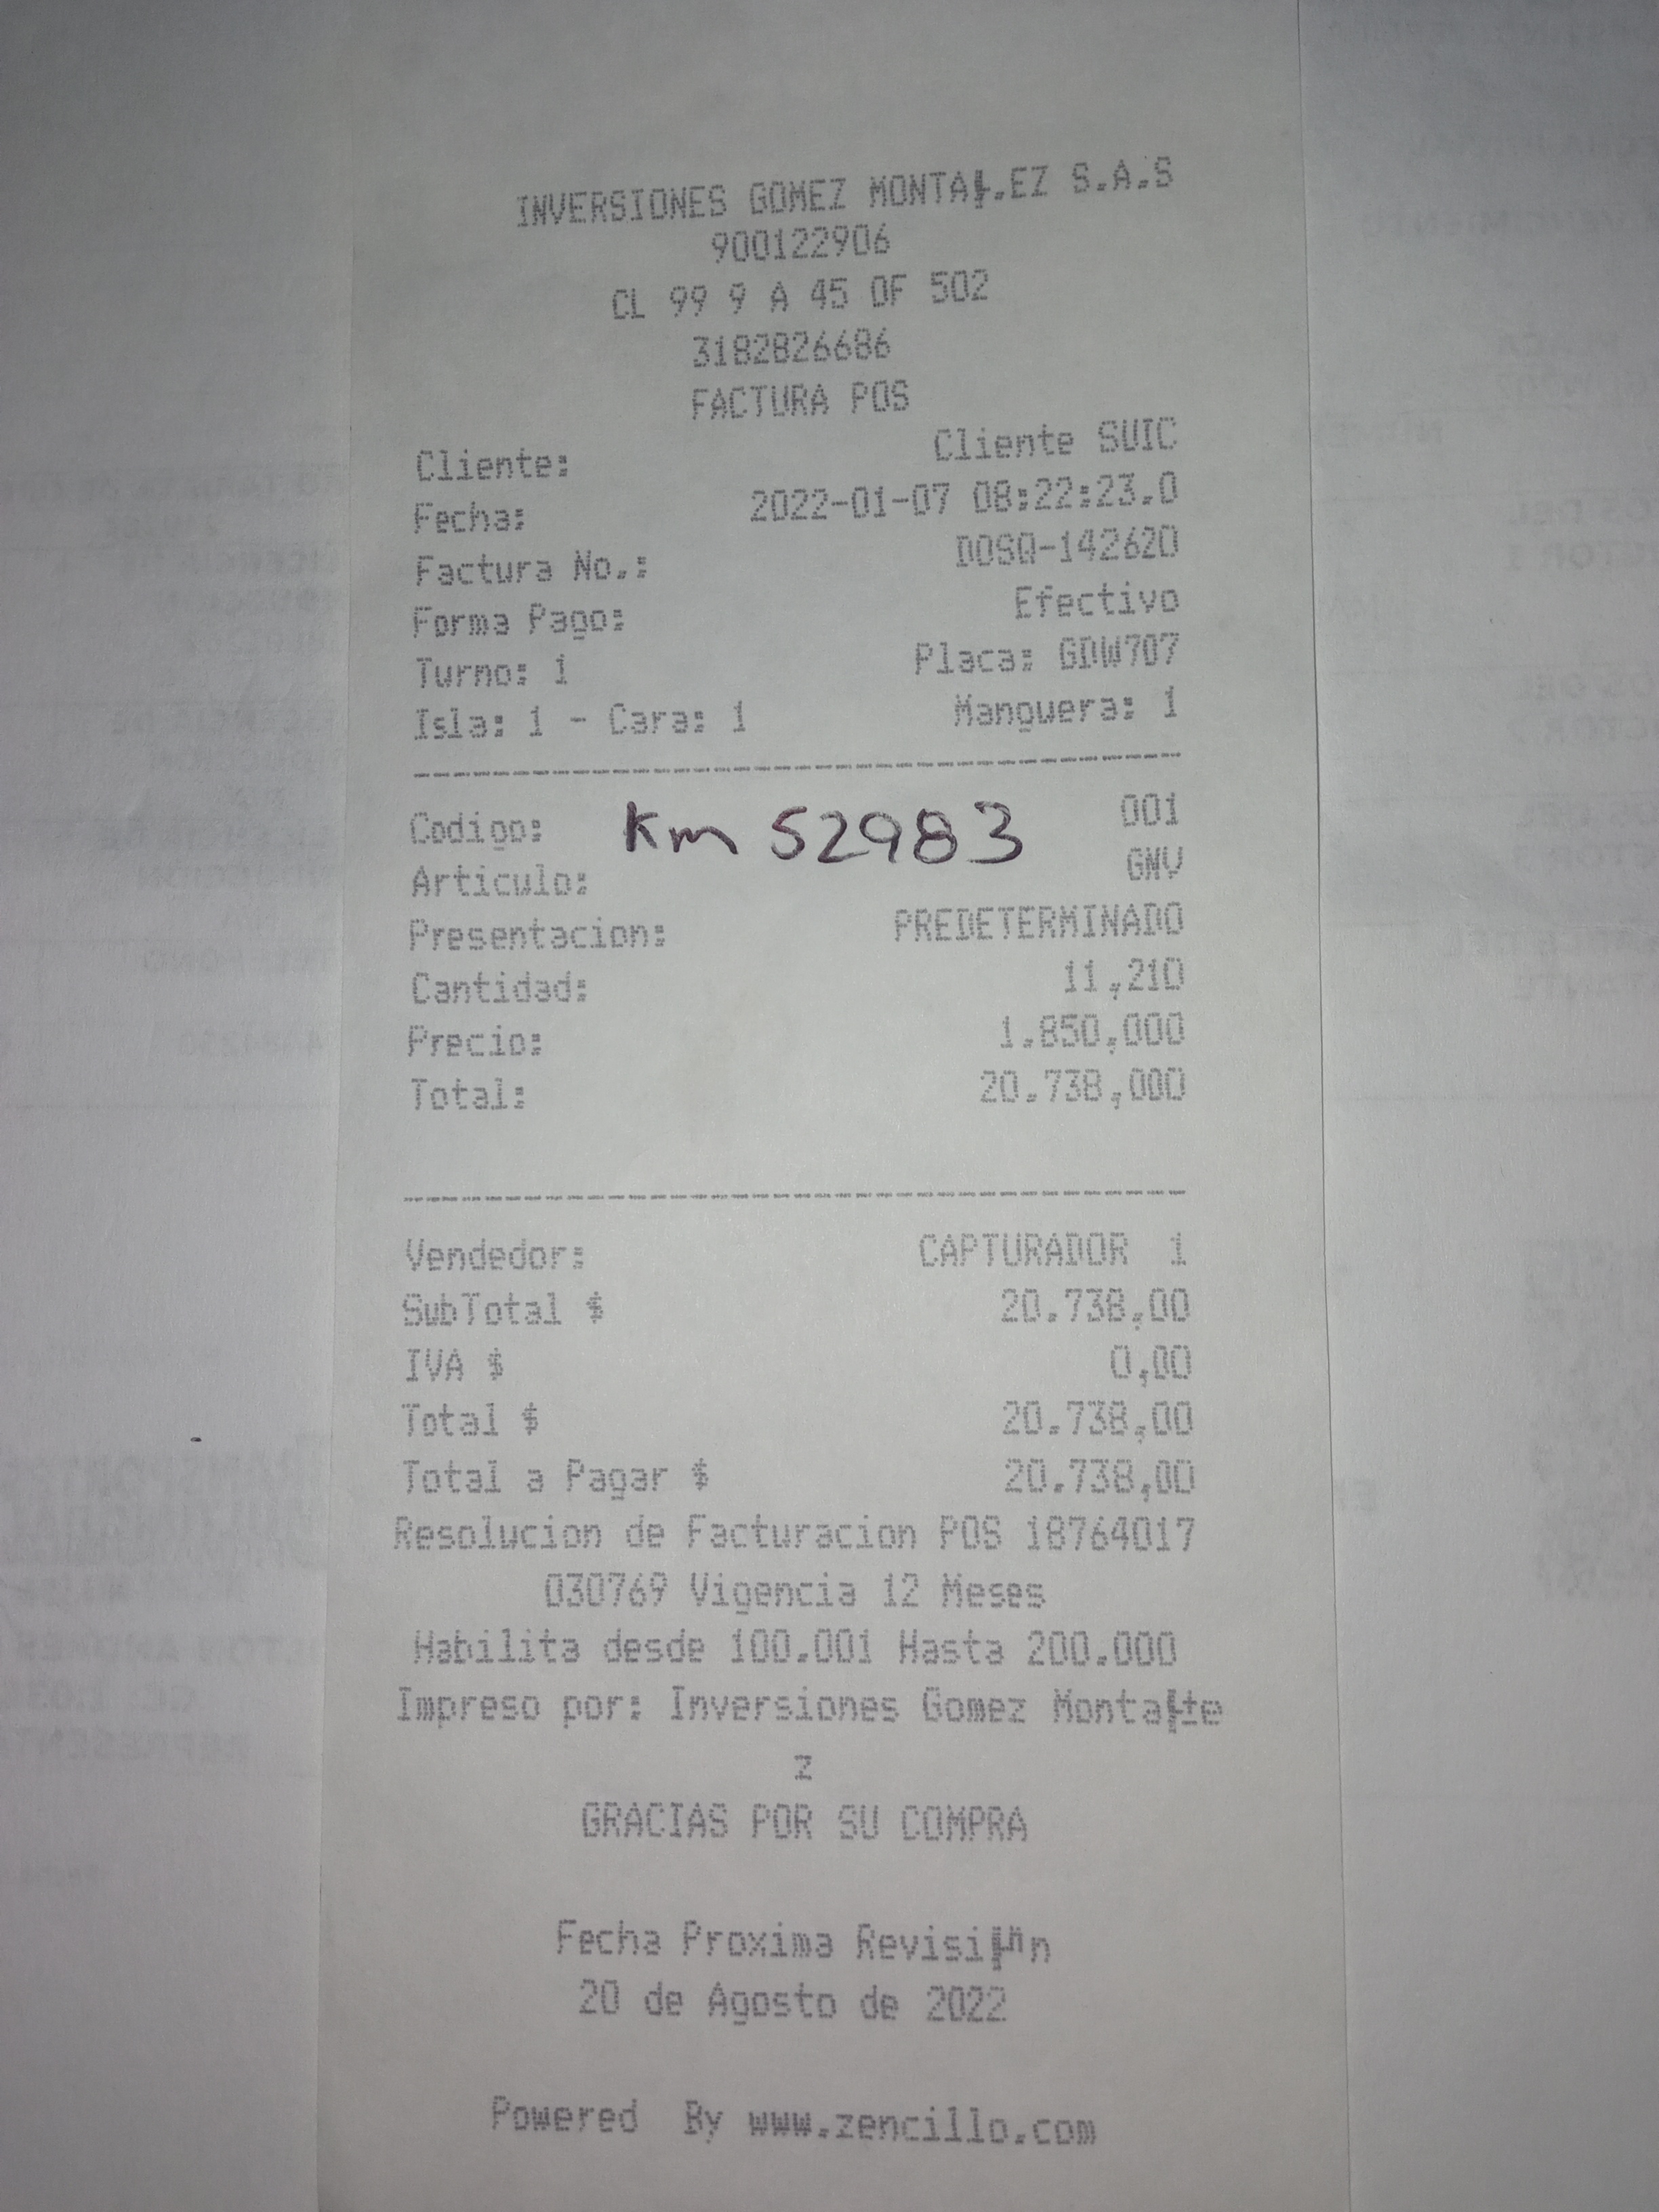 INVERSIONES GOMEZ MONTA .EZ S.A.S
900122906
CL 99 9 A 45 OF 502
3182826686
FACTURA POS
Cliente: Cliente SUIC
Fecha: 2022-01-07 08:22:23.0
Factura No.: DOSQ-142620
Forma Pago: Efectivo
Turno: 1 Placa: GDW707
Isla: 1 - Cara: 1 Manguera: 1
Codigo: 001
Km 52983
Articulo: GNV
Presentacion: PREDETERMINADO
Cantidad: 11,210
Precio: 1.850,000
Total: 20.738,000
Vendedor: CAPTURADOR 1
SubTotal $ 20.738,00
IVA $ 0,00
Total $ 20.738,00
Total a Pagar $ 20.738,00
Resolucion de Facturacion POS 18764017
030769 Vigencia 12 Meses
Habilita desde 100.001 Hasta 200.000
Impreso por: Inversiones Gomez
z
GRACIAS POR SU COMPRA
Fecha Proxima
20 de Agosto de 2022
Powered By www.zencillo.com